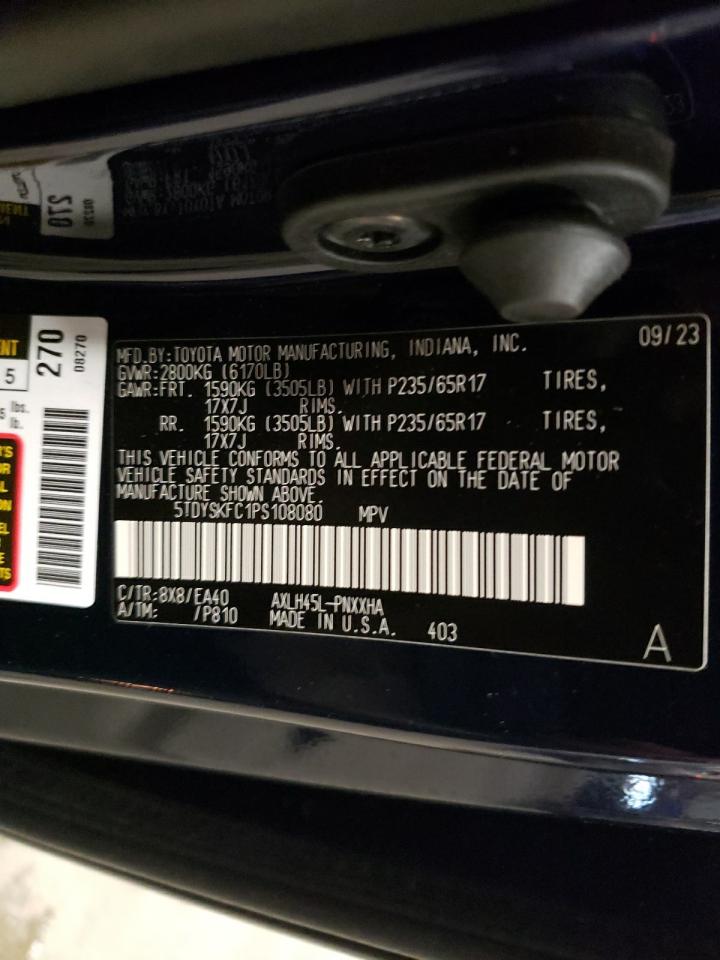 09/23
MFD.BY:TOYOTA MOTOR MANUFACTURING, INDIANA, INC.
GVWR:2800KG (6170LB)
GAWR:FRT. 1590KG (3505LB) WITH P235/65R17 TIRES,
17X7J RIMS.
RR. 1590KG (3505LB) WITH P235/65R17 TIRES,
17X7J RIMS.
THIS VEHICLE CONFORMS TO ALL APPLICABLE FEDERAL MOTOR
VEHICLE SAFETY STANDARDS IN EFFECT ON THE DATE OF
MANUFACTURE SHOWN ABOVE.
5TDYSKFC1PS108080 MPV
C/TR:8X8/EA40 AXLH45L-PNXXHA
A/TM: /P810 MADE IN U.S.A. 403
A
270
08270
5
lbs.
lb.